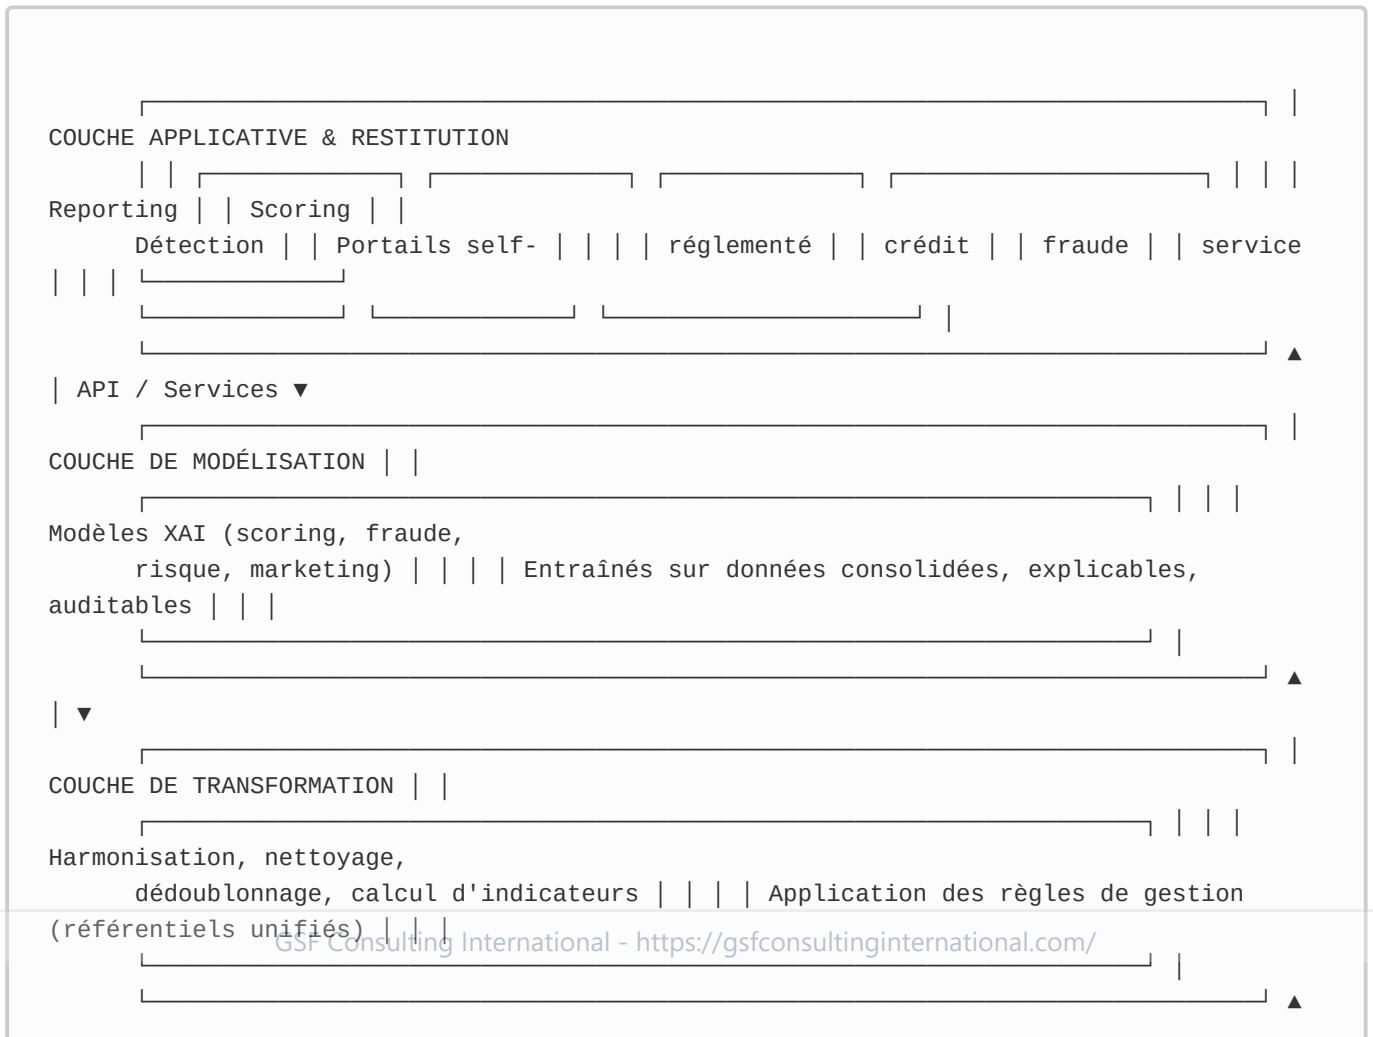 ┌──────────────────────────────────────────────────────────────────────────────┐ │
COUCHE APPLICATIVE & RESTITUTION
│ │ ┌─────────────┐ ┌─────────────┐ ┌─────────────┐ ┌─────────────────────┐ │ │ │
Reporting │ │ Scoring │ │
Détection │ │ Portails self- │ │ │ │ réglementé │ │ crédit │ │ fraude │ │ service
│ │ │ └─────────────┘
└─────────────┘ └─────────────┘ └─────────────────────┘ │
└──────────────────────────────────────────────────────────────────────────────┘ ▲
│ API / Services ▼
┌──────────────────────────────────────────────────────────────────────────────┐ │
COUCHE DE MODÉLISATION │ │
┌──────────────────────────────────────────────────────────────────────┐ │ │ │
Modèles XAI (scoring, fraude,
risque, marketing) │ │ │ │ Entraînés sur données consolidées, explicables,
auditables │ │ │
└──────────────────────────────────────────────────────────────────────┘ │
└──────────────────────────────────────────────────────────────────────────────┘ ▲
│ ▼
┌──────────────────────────────────────────────────────────────────────────────┐ │
COUCHE DE TRANSFORMATION │ │
┌──────────────────────────────────────────────────────────────────────┐ │ │ │
Harmonisation, nettoyage,
dédoublonnage, calcul d'indicateurs │ │ │ │ Application des règles de gestion
(référentiels unifiés) │ │ │
GSF Consulting International - https://gsfconsultinginternational.com/
└──────────────────────────────────────────────────────────────────────┘ │
└──────────────────────────────────────────────────────────────────────────────┘ ▲